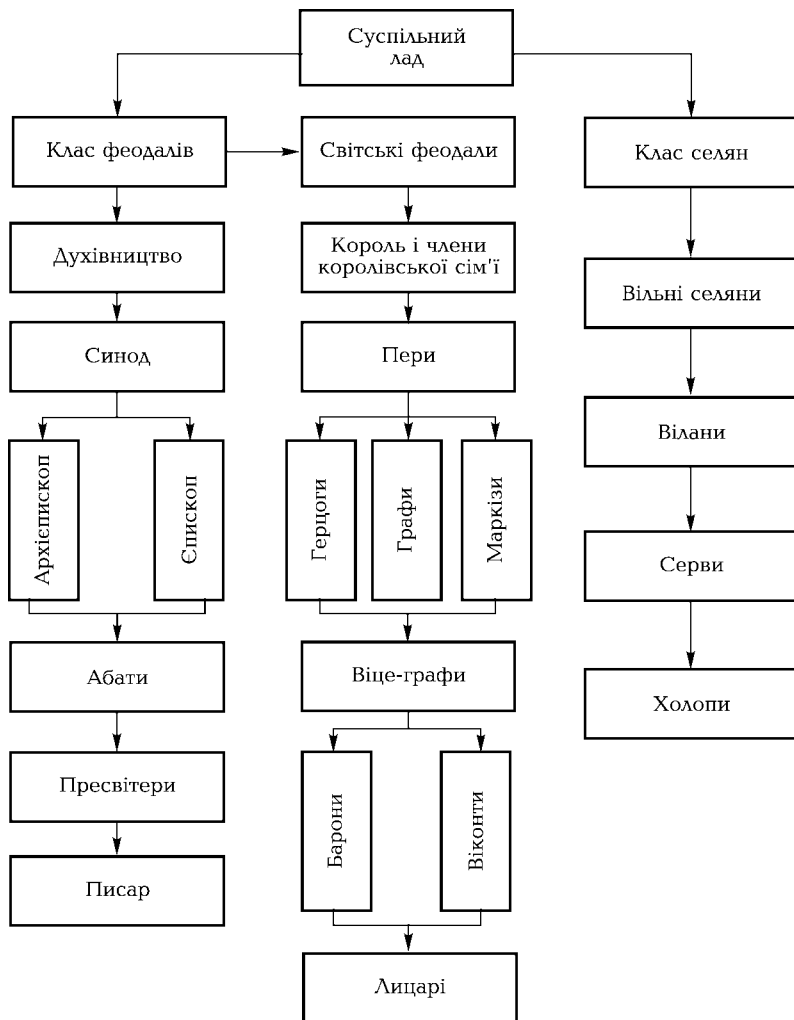 Суспільний
лад
Клас феодалів
Світські феодали
Клас селян
Духівництво
Король і члени
королівської сім'ї
Вільні селяни
Синод
Пери
Вілани
Архієпископ
Єпископ
Герцоги
Графи
Маркізи
Серви
Абати
Віце-графи
Холопи
Пресвітери
Барони
Віконти
Писар
Лицарі